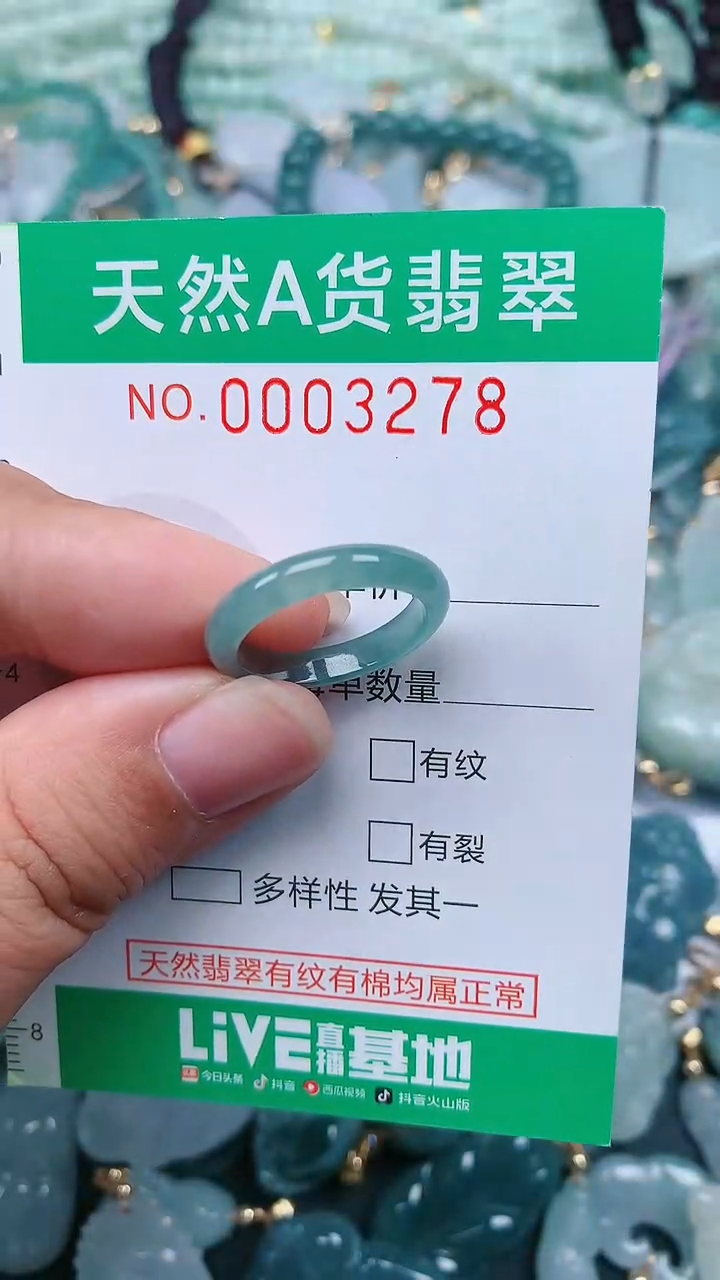 天然A货翡翠
NO.0003278
数量
有纹
有裂
多样性 发其一
天然翡翠有纹有棉均属正常
LiVE直播基地
今日头条 抖音 西瓜视频 抖音火山版
4
8